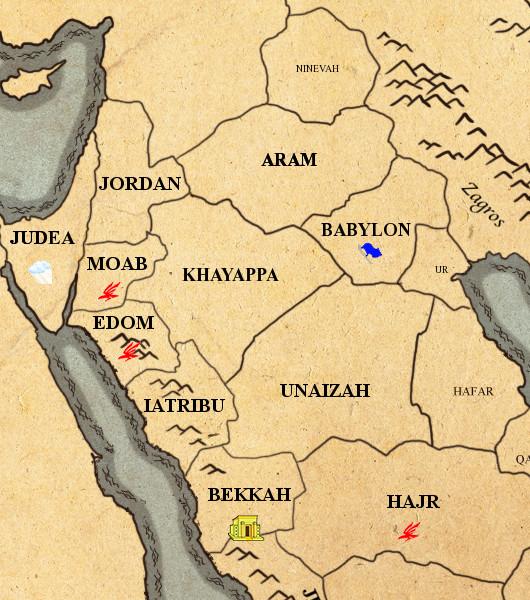 NINEVAH
ARAM
JORDAN
Zagros
BABYLON
JUDEA
MOAB
KHAYAPPA
UR
EDOM
UNAIZAH
HAFAR
IATRIBU
QA
BEKKAH
HAJR